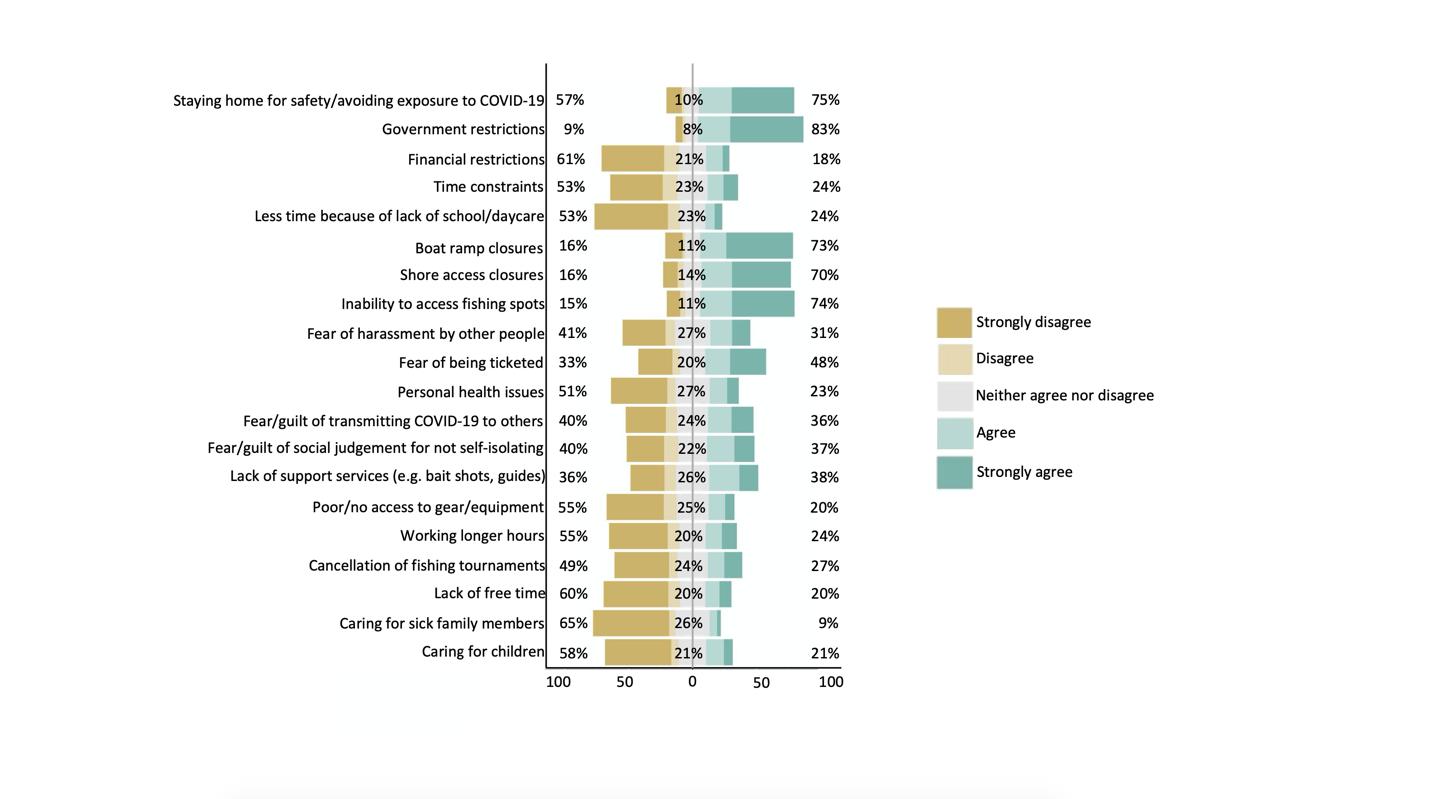 Staying home for safety/avoiding exposure to COVID-19 57% 10% 75%
Government restrictions 9% 8% 83%
Financial restrictions 61% 21% 18%
Time constraints 53% 23% 24%
Less time because of lack of school/daycare 53% 23% 24%
Boat ramp closures 16% 11% 73%
Shore access closures 16% 14% 70%
Inability to access fishing spots 15% 11% 74%
Fear of harassment by other people 41% 27% 31%
Fear of being ticketed 33% 20% 48%
Personal health issues 51% 27% 23%
Fear/guilt of transmitting COVID-19 to others 40% 24% 36%
Fear/guilt of social judgement for not self-isolating 40% 22% 37%
Lack of support services (e.g. bait shots, guides) 36% 26% 38%
Poor/no access to gear/equipment 55% 25% 20%
Working longer hours 55% 20% 24%
Cancellation of fishing tournaments 49% 24% 27%
Lack of free time 60% 20% 20%
Caring for sick family members 65% 26% 9%
Caring for children 58% 21% 21%
100 50 0 50 100
Strongly disagree
Disagree
Neither agree nor disagree
Agree
Strongly agree